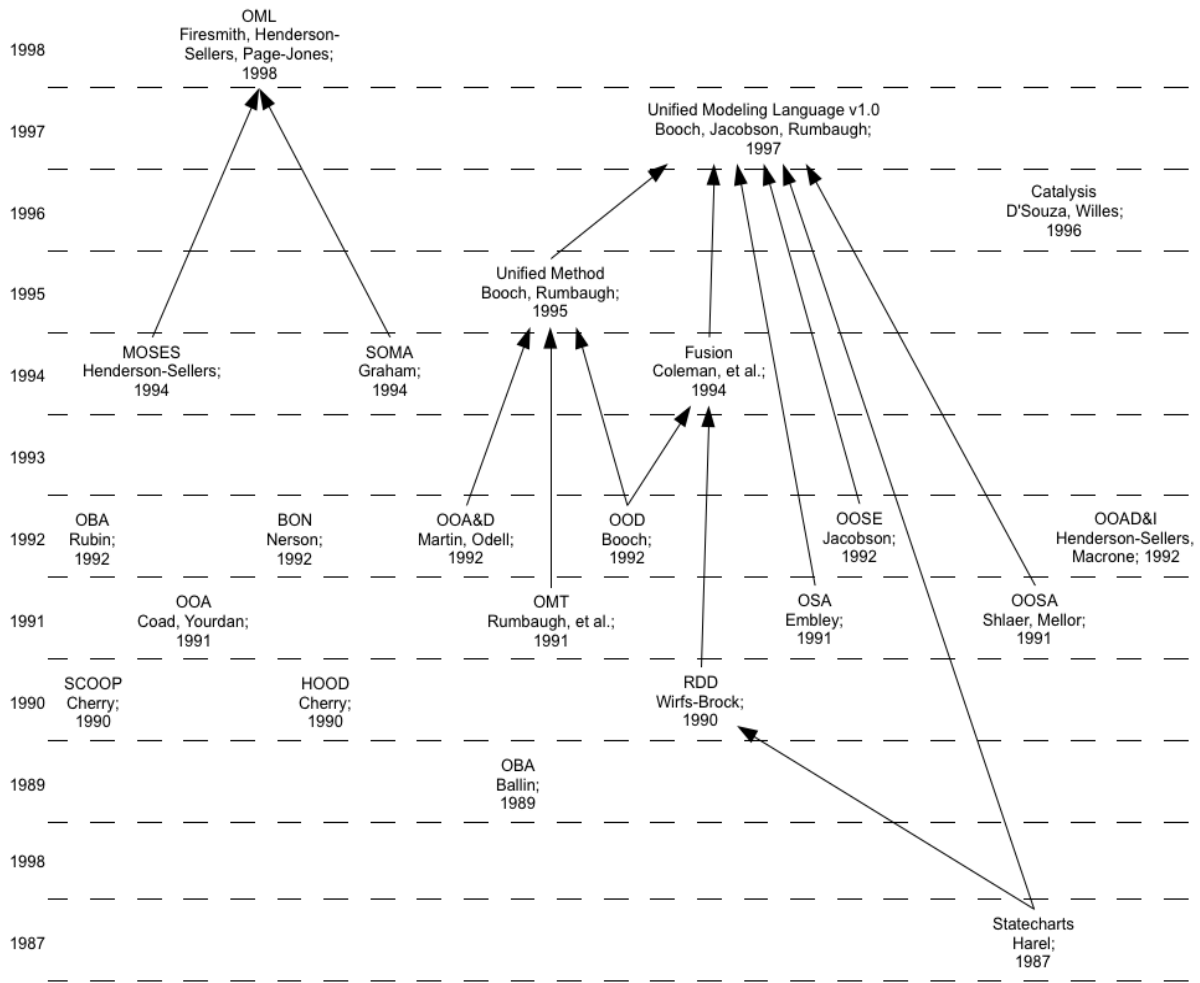 OML
Firesmith, Henderson-
Sellers, Page-Jones;
1998
1998
Unified Modeling Language v1.0
Booch, Jacobson, Rumbaugh;
1997
1997
Catalysis
D'Souza, Willes;
1996
1996
Unified Method
Booch, Rumbaugh;
1995
1995
MOSES
Henderson-Sellers;
1994
SOMA
Graham;
1994
Fusion
Coleman, et al.;
1994
1994
1993
OBA
Rubin;
1992
BON
Nerson;
1992
OOA&D
Martin, Odell;
1992
OOD
Booch;
1992
OOSE
Jacobson;
1992
OOAD&I
Henderson-Sellers,
Macrone; 1992
1992
OOA
Coad, Yourdan;
1991
OMT
Rumbaugh, et al.;
1991
OSA
Embley;
1991
OOSA
Shlaer, Mellor;
1991
1991
SCOOP
Cherry;
1990
HOOD
Cherry;
1990
RDD
Wirfs-Brock;
1990
1990
OBA
Ballin;
1989
1989
1998
Statecharts
Harel;
1987
1987